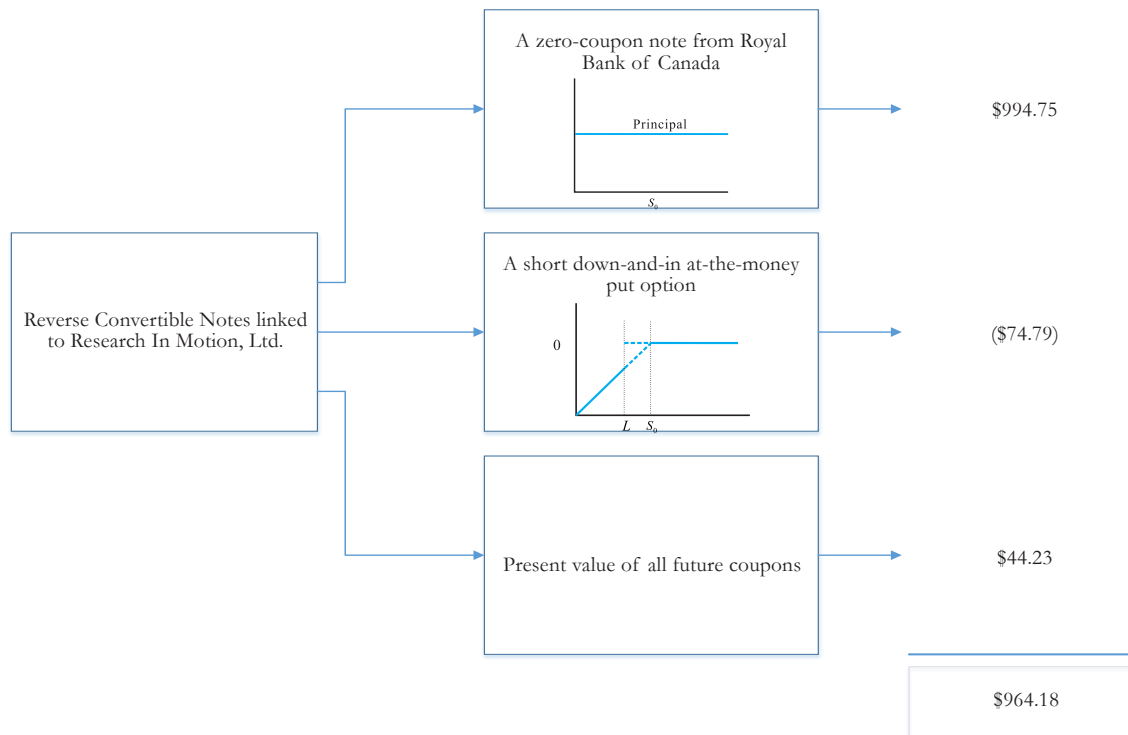 A zero-coupon note from Royal
Bank of Canada
Principal
S₀
$994.75
Reverse Convertible Notes linked
to Research In Motion, Ltd.
A short down-and-in at-the-money
put option
0
L S₀
($74.79)
Present value of all future coupons
$44.23
$964.18